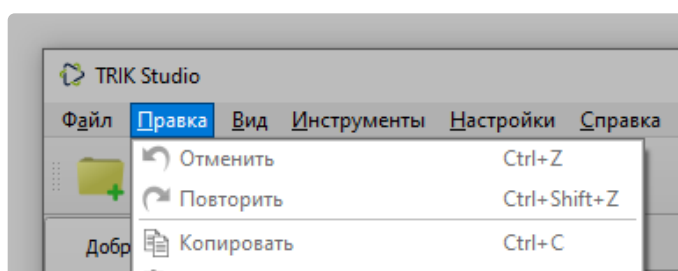 TRIK Studio
Файл Правка Вид Инструменты Настройки Справка
Отменить Ctrl+Z
Повторить Ctrl+Shift+Z
Копировать Ctrl+C